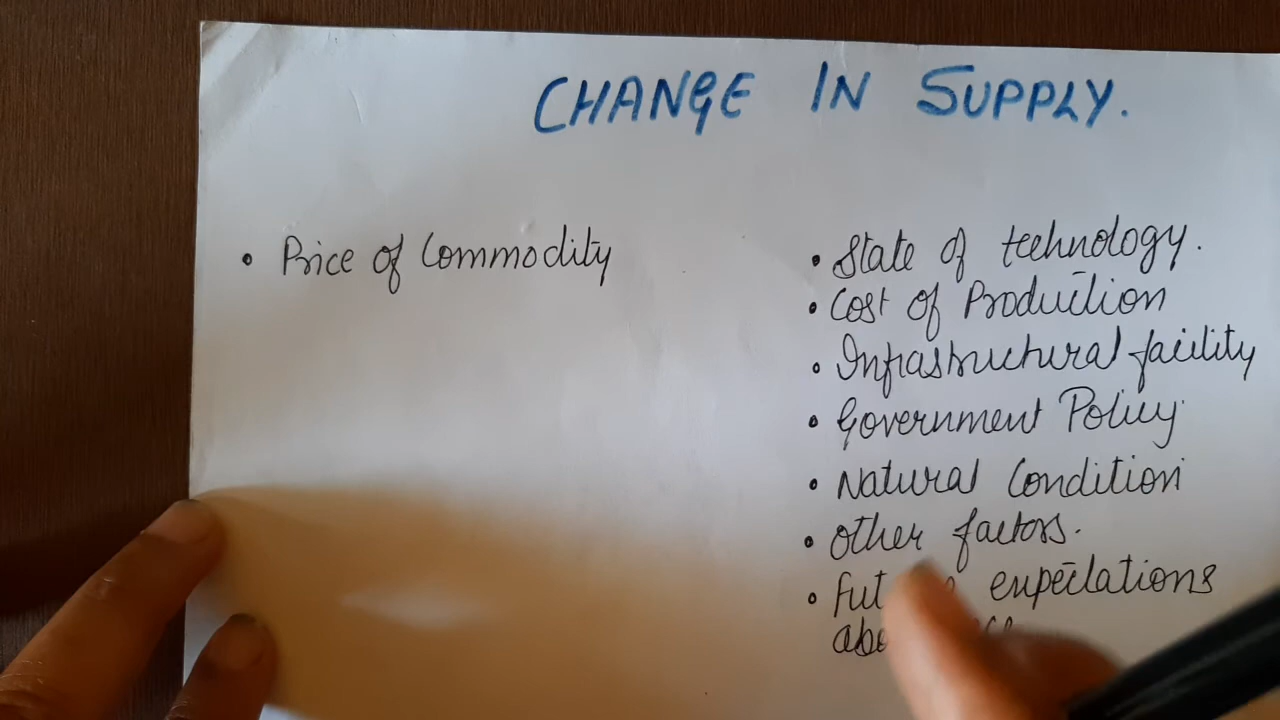 CHANGE IN SUPPLY.
• Price of Commodity
• State of technology.
• Cost of Production
• Infrastructural facility
• Government Policy
• Natural Condition
• Other factors.
• expectations